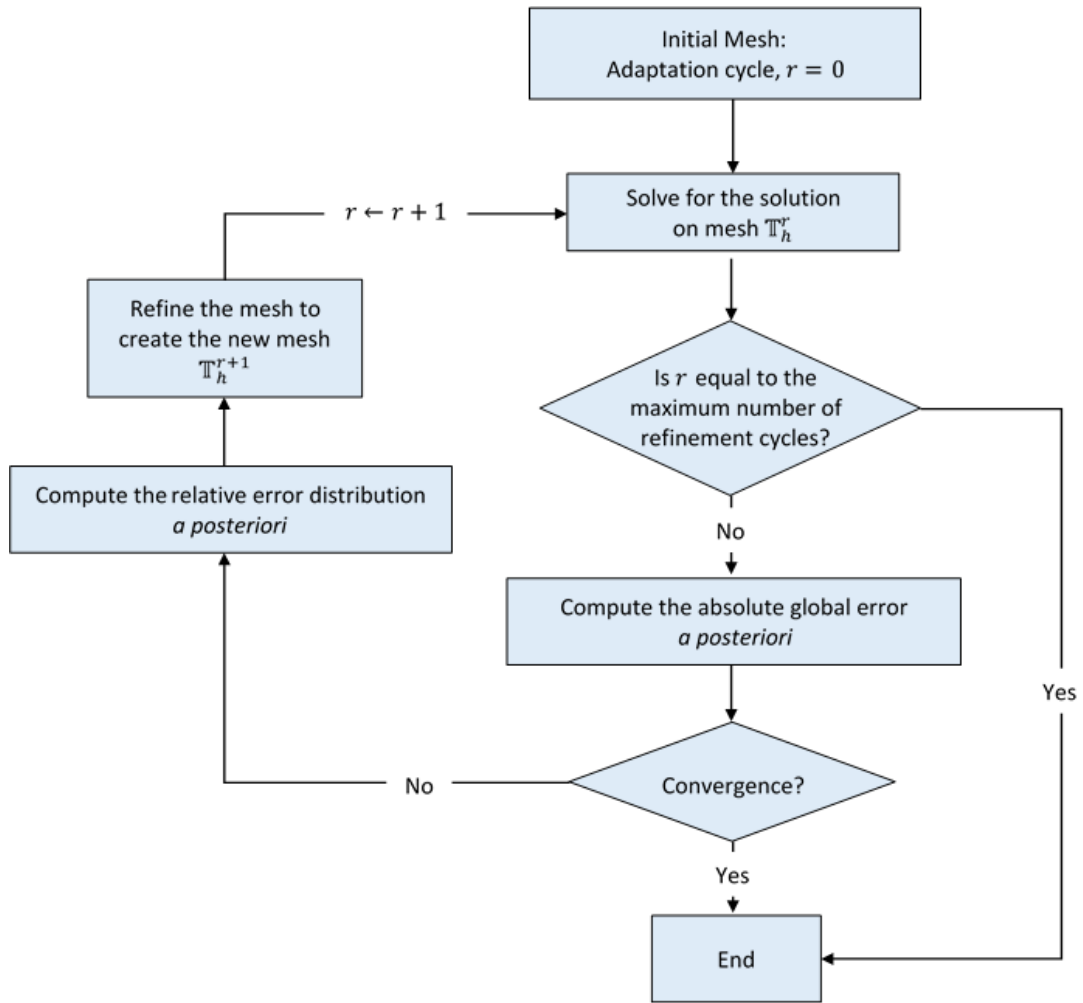 Initial Mesh:
Adaptation cycle, r = 0
Solve for the solution
on mesh 𝕋_h^r
r ← r + 1
Refine the mesh to
create the new mesh
𝕋_h^{r+1}
Is r equal to the
maximum number of
refinement cycles?
Compute the relative error distribution
a posteriori
No
Compute the absolute global error
a posteriori
Yes
Convergence?
No
Yes
End